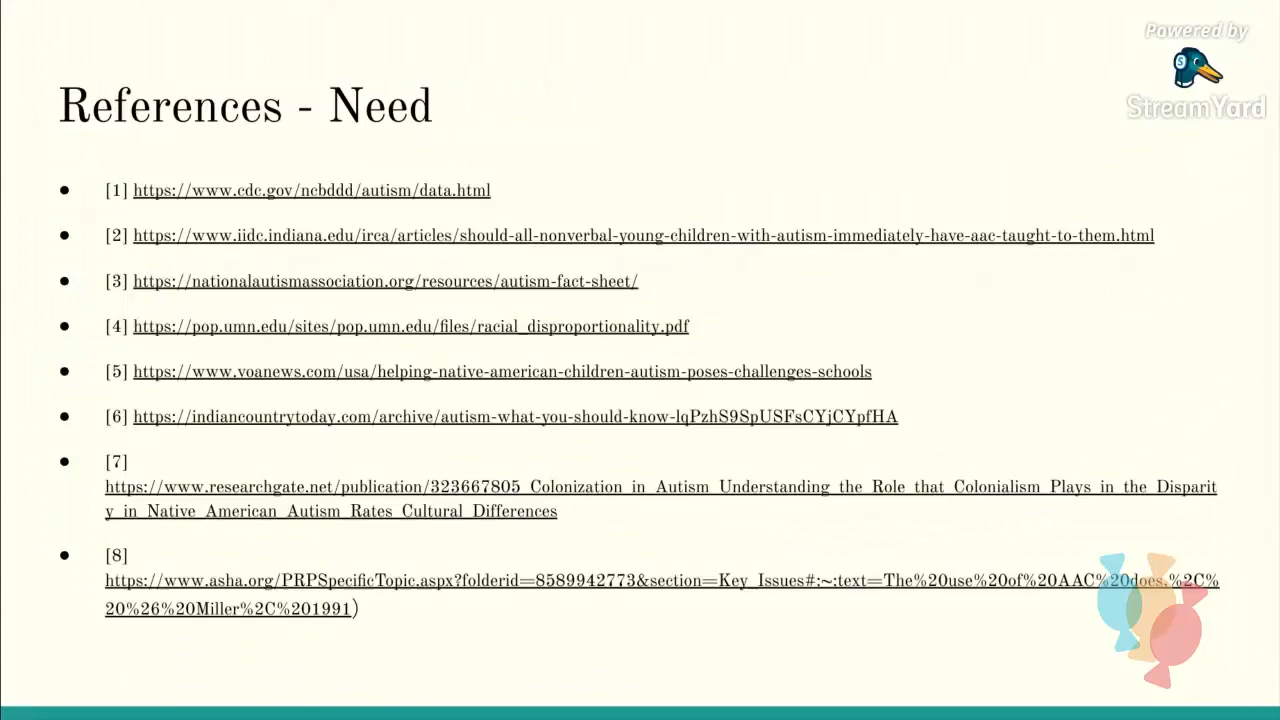 Powered by
StreamYard
References - Need
● [1] https://www.cdc.gov/ncbddd/autism/data.html
● [2] https://www.iidc.indiana.edu/irca/articles/should-all-nonverbal-young-children-with-autism-immediately-have-aac-taught-to-them.html
● [3] https://nationalautismassociation.org/resources/autism-fact-sheet/
● [4] https://pop.umn.edu/sites/pop.umn.edu/files/racial_disproportionality.pdf
● [5] https://www.voanews.com/usa/helping-native-american-children-autism-poses-challenges-schools
● [6] https://indiancountrytoday.com/archive/autism-what-you-should-know-lqPzhS9SpUSFsCYjCYpfHA
● [7]
https://www.researchgate.net/publication/323667805_Colonization_in_Autism_Understanding_the_Role_that_Colonialism_Plays_in_the_Disparit
y_in_Native_American_Autism_Rates_Cultural_Differences
● [8]
https://www.asha.org/PRPSpecificTopic.aspx?folderid=8589942773&section=Key_Issues#:~:text=The%20use%20of%20AAC%20does,%2C%
20%26%20Miller%2C%201991)